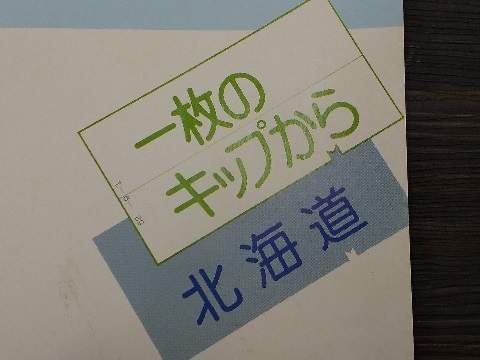 一枚の
キップから
北海道